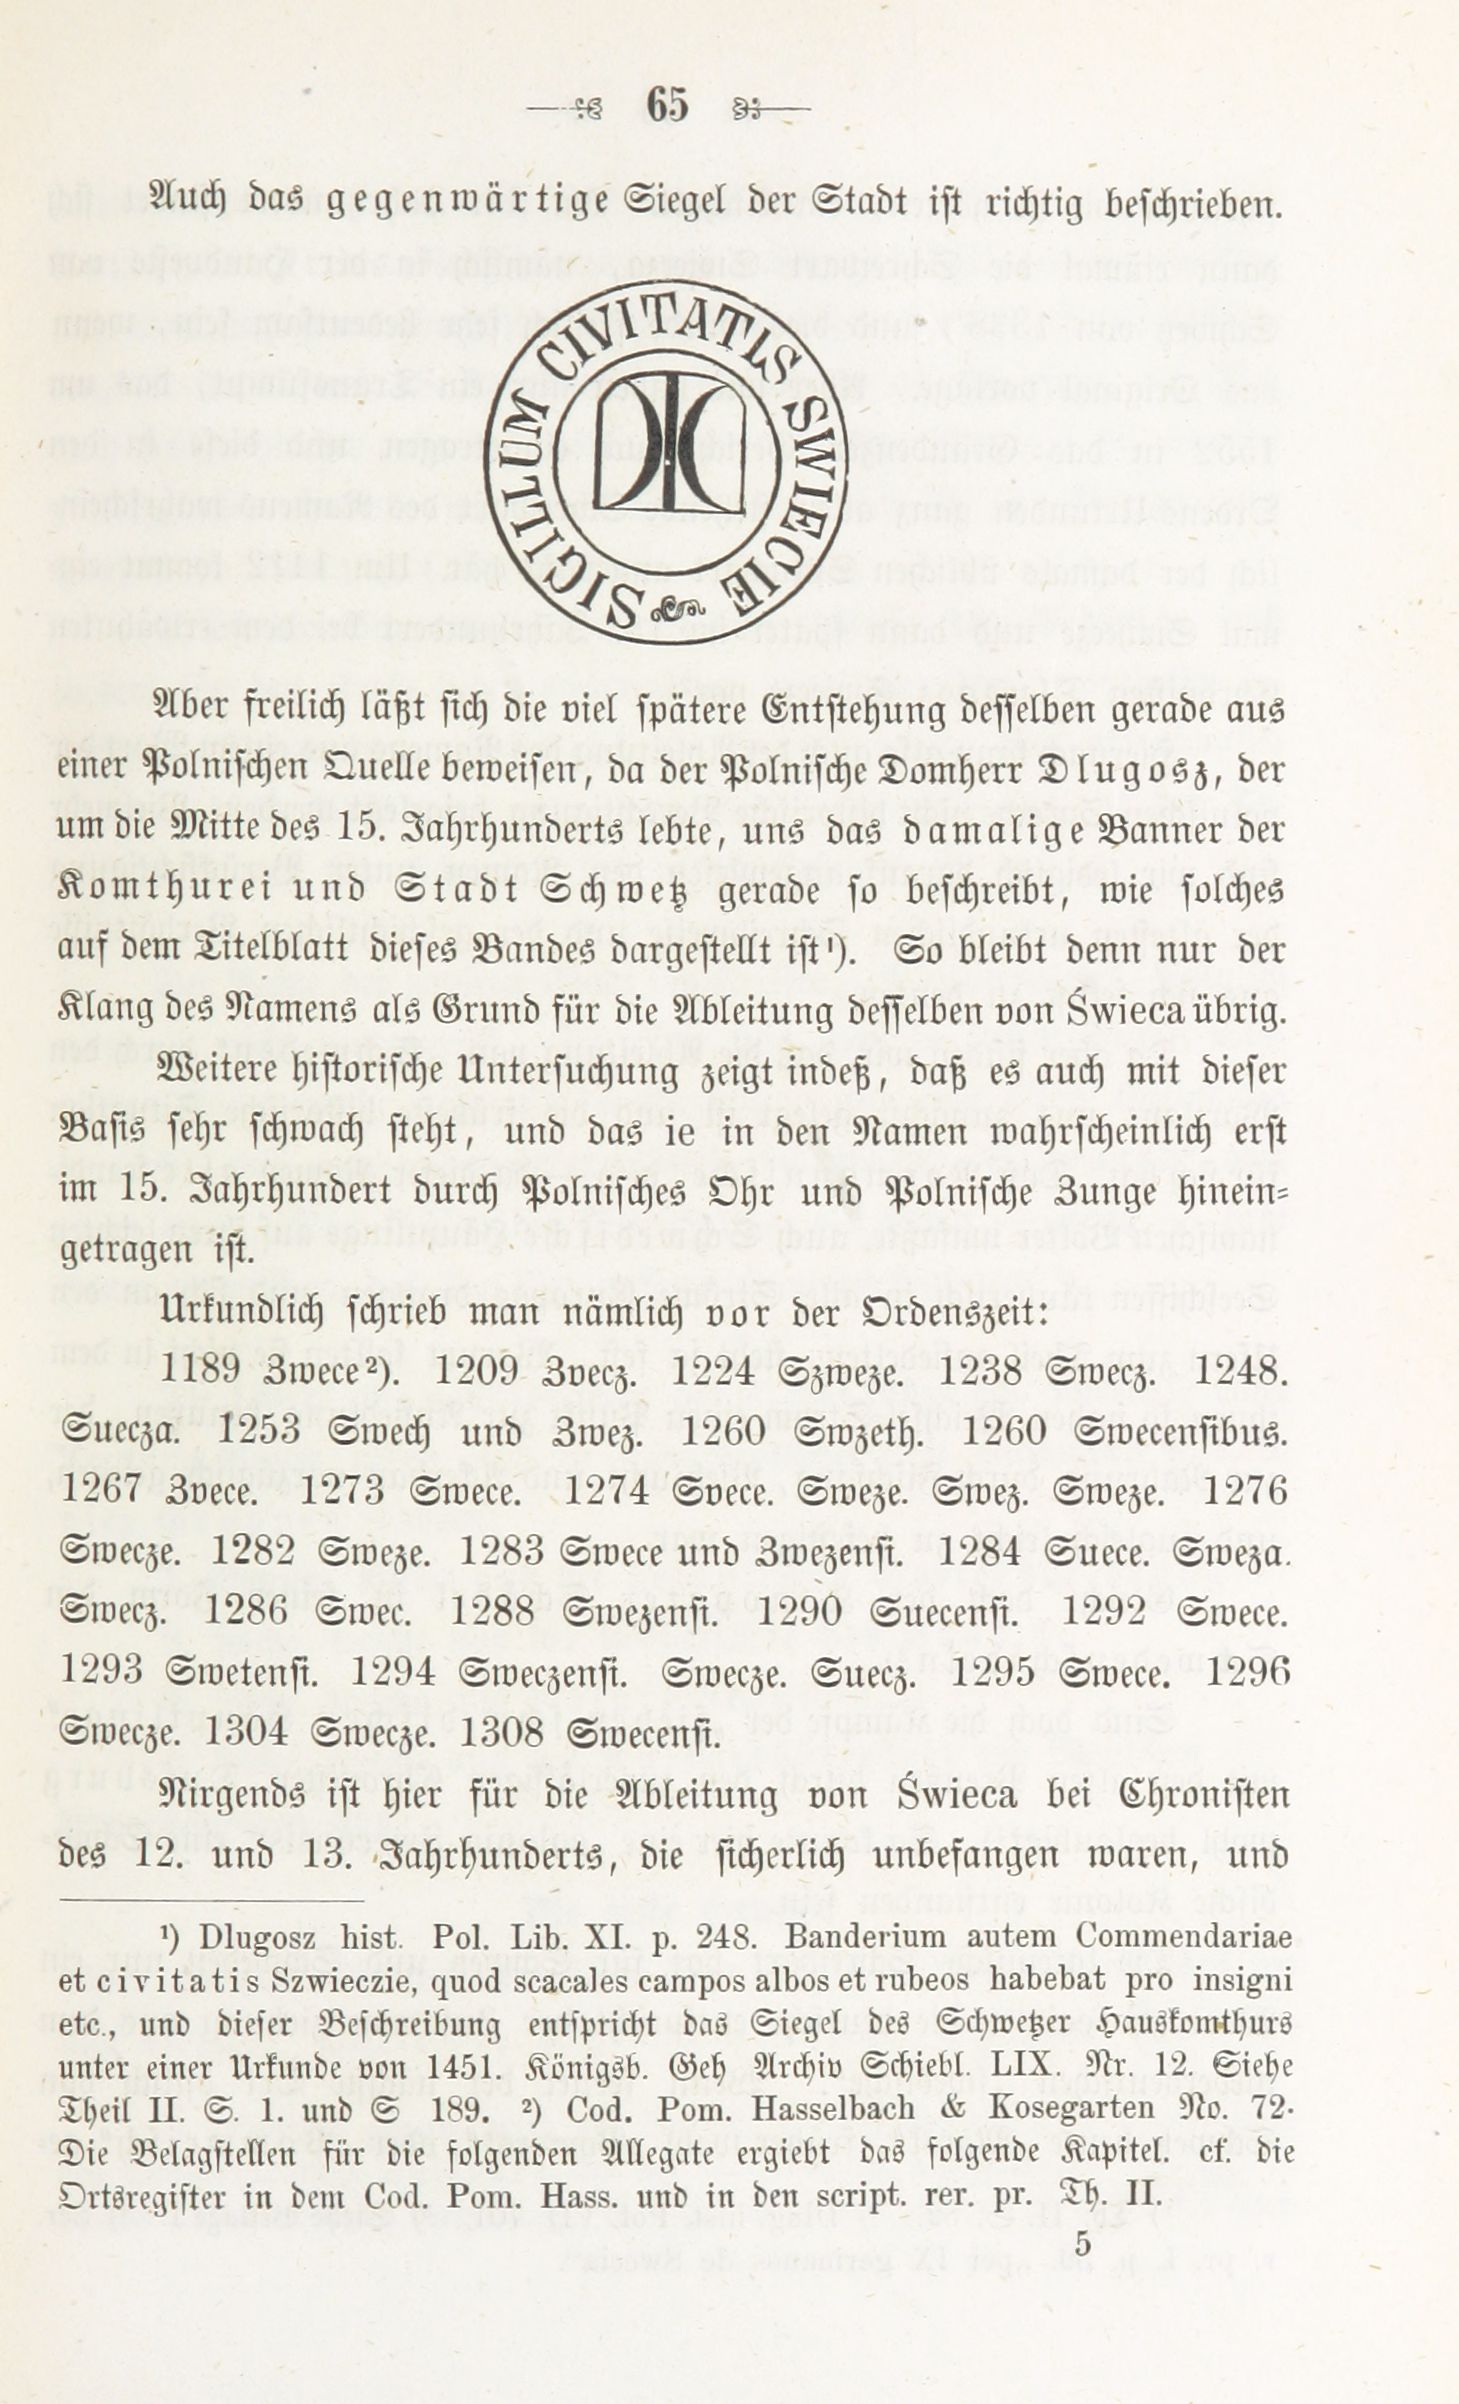 65
Auch das gegenwärtige Siegel der Stadt ist richtig beschrieben.
SIGILLUM CIVITATIS SWIECIE
Aber freilich läßt sich die viel spätere Entstehung desselben gerade aus
einer Polnischen Quelle beweisen, da der Polnische Domherr Dlugosz, der
um die Mitte des 15. Jahrhunderts lebte, uns das damalige Banner der
Komthurei und Stadt Schwetz gerade so beschreibt, wie solches
auf dem Titelblatt dieses Bandes dargestellt ist¹). So bleibt denn nur der
Klang des Namens als Grund für die Ableitung desselben von Świeca übrig.
Weitere historische Untersuchung zeigt indeß, daß es auch mit dieser
Basis sehr schwach steht, und das ie in den Namen wahrscheinlich erst
im 15. Jahrhundert durch Polnisches Ohr und Polnische Zunge hinein-
getragen ist.
Urkundlich schrieb man nämlich vor der Ordenszeit:
1189 Zwece²). 1209 Zvecz. 1224 Szweze. 1238 Swecz. 1248.
Suecza. 1253 Swech und Zwez. 1260 Swzeth. 1260 Swecensibus.
1267 Zvece. 1273 Swece. 1274 Svece. Sweze. Swez. Sweze. 1276
Swecze. 1282 Sweze. 1283 Swece und Zwezensi. 1284 Suece. Sweza.
Swecz. 1286 Swec. 1288 Swezensi. 1290 Suecensi. 1292 Swece.
1293 Swetensi. 1294 Sweczensi. Swecze. Suecz. 1295 Swece. 1296
Swecze. 1304 Swecze. 1308 Swecensi.
Nirgends ist hier für die Ableitung von Świeca bei Chronisten
des 12. und 13. Jahrhunderts, die sicherlich unbefangen waren, und
¹) Dlugosz hist. Pol. Lib. XI. p. 248. Banderium autem Commendariae
et civitatis Szwieczie, quod scacales campos albos et rubeos habebat pro insigni
etc., und dieser Beschreibung entspricht das Siegel des Schwetzer Hauskomthurs
unter einer Urkunde von 1451. Königsb. Geh Archiv Schiebl. LIX. Nr. 12. Siehe
Theil II. S. 1. und S 189. ²) Cod. Pom. Hasselbach & Kosegarten No. 72.
Die Belagstellen für die folgenden Allegate ergiebt das folgende Kapitel. cf. die
Ortsregister in dem Cod. Pom. Hass. und in den script. rer. pr. Th. II.
5